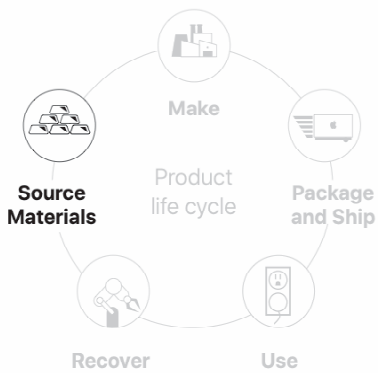 Make
Source
Materials
Product
life cycle
Package
and Ship
Recover
Use